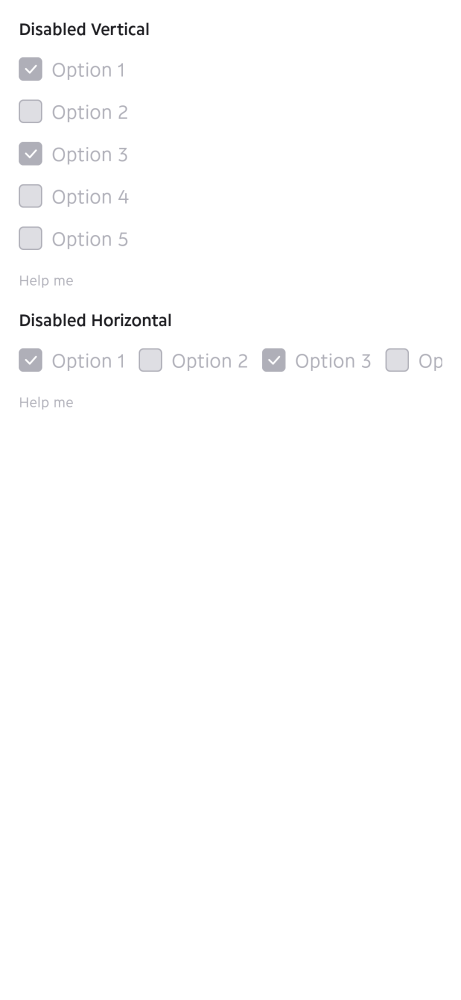 Disabled Vertical
Option 1
Option 2
Option 3
Option 4
Option 5
Help me
Disabled Horizontal
Option 1 Option 2 Option 3 Op
Help me